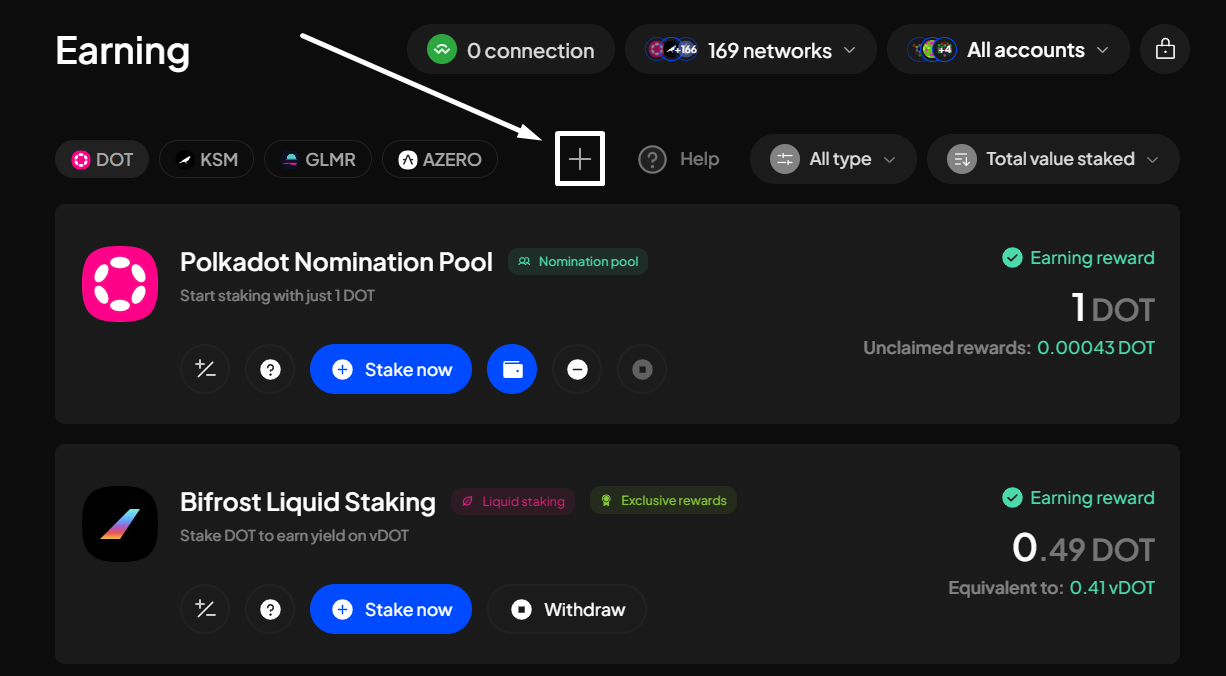 Earning
0 connection
+166 169 networks
+4 All accounts
DOT KSM GLMR AZERO
Help
All type
Total value staked
Polkadot Nomination Pool
Nomination pool
Start staking with just 1 DOT
Stake now
Earning reward
1 DOT
Unclaimed rewards: 0.00043 DOT
Bifrost Liquid Staking
Liquid staking
Exclusive rewards
Stake DOT to earn yield on vDOT
Stake now
Withdraw
Earning reward
0.49 DOT
Equivalent to: 0.41 vDOT